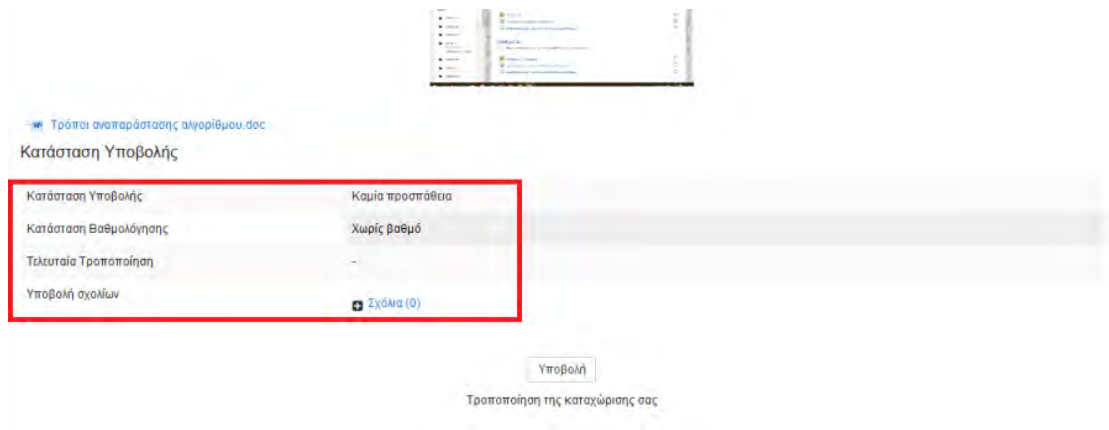 Τρόποι αναπαράστασης αλγορίθμου.doc
Κατάσταση Υποβολής
Κατάσταση Υποβολής Καμία προσπάθεια
Κατάσταση Βαθμολόγησης Χωρίς βαθμό
Τελευταία Τροποποίηση -
Υποβολή σχολίων Σχόλια (0)
Υποβολή
Τροποποίηση της καταχώρισης σας